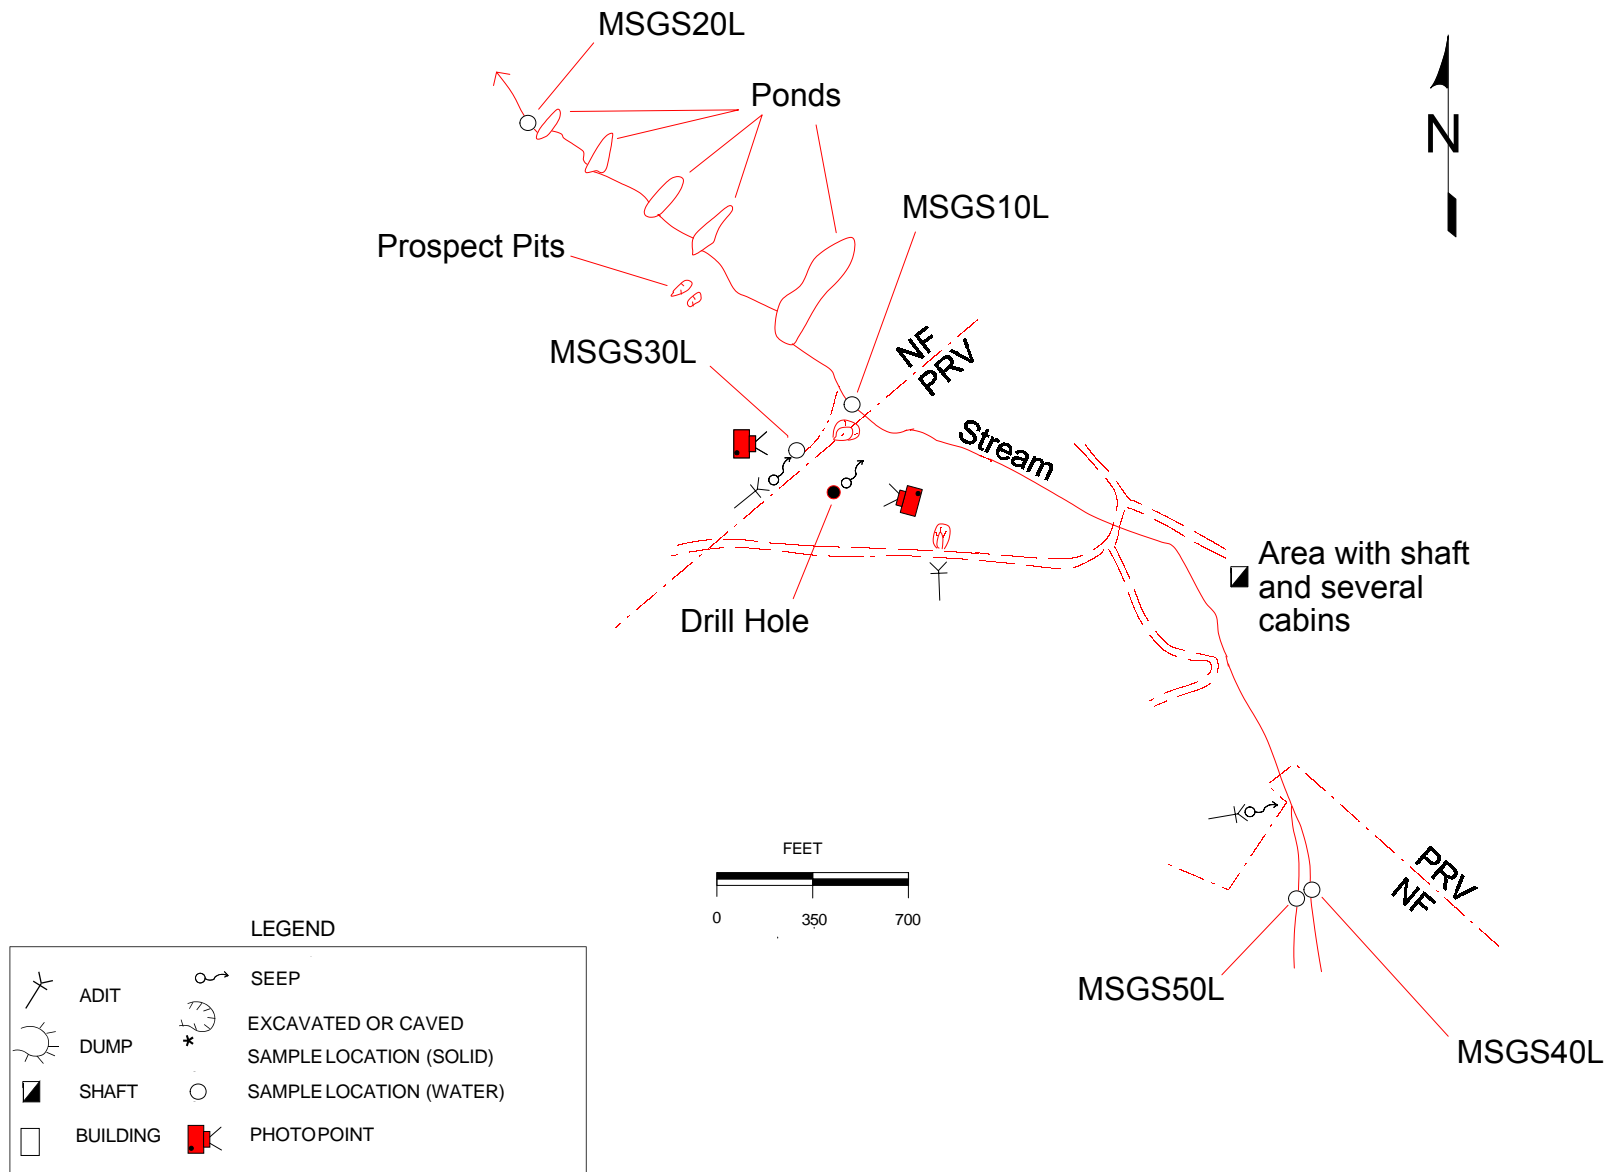 MSGS20L
Ponds
N
MSGS10L
Prospect Pits
NF
PRV
MSGS30L
Stream
Area with shaft
and several
cabins
Drill Hole
FEET
0 350 700
PRV
NF
MSGS50L
MSGS40L
LEGEND
ADIT
SEEP
DUMP
EXCAVATED OR CAVED
SAMPLE LOCATION (SOLID)
SHAFT
SAMPLE LOCATION (WATER)
BUILDING
PHOTO POINT